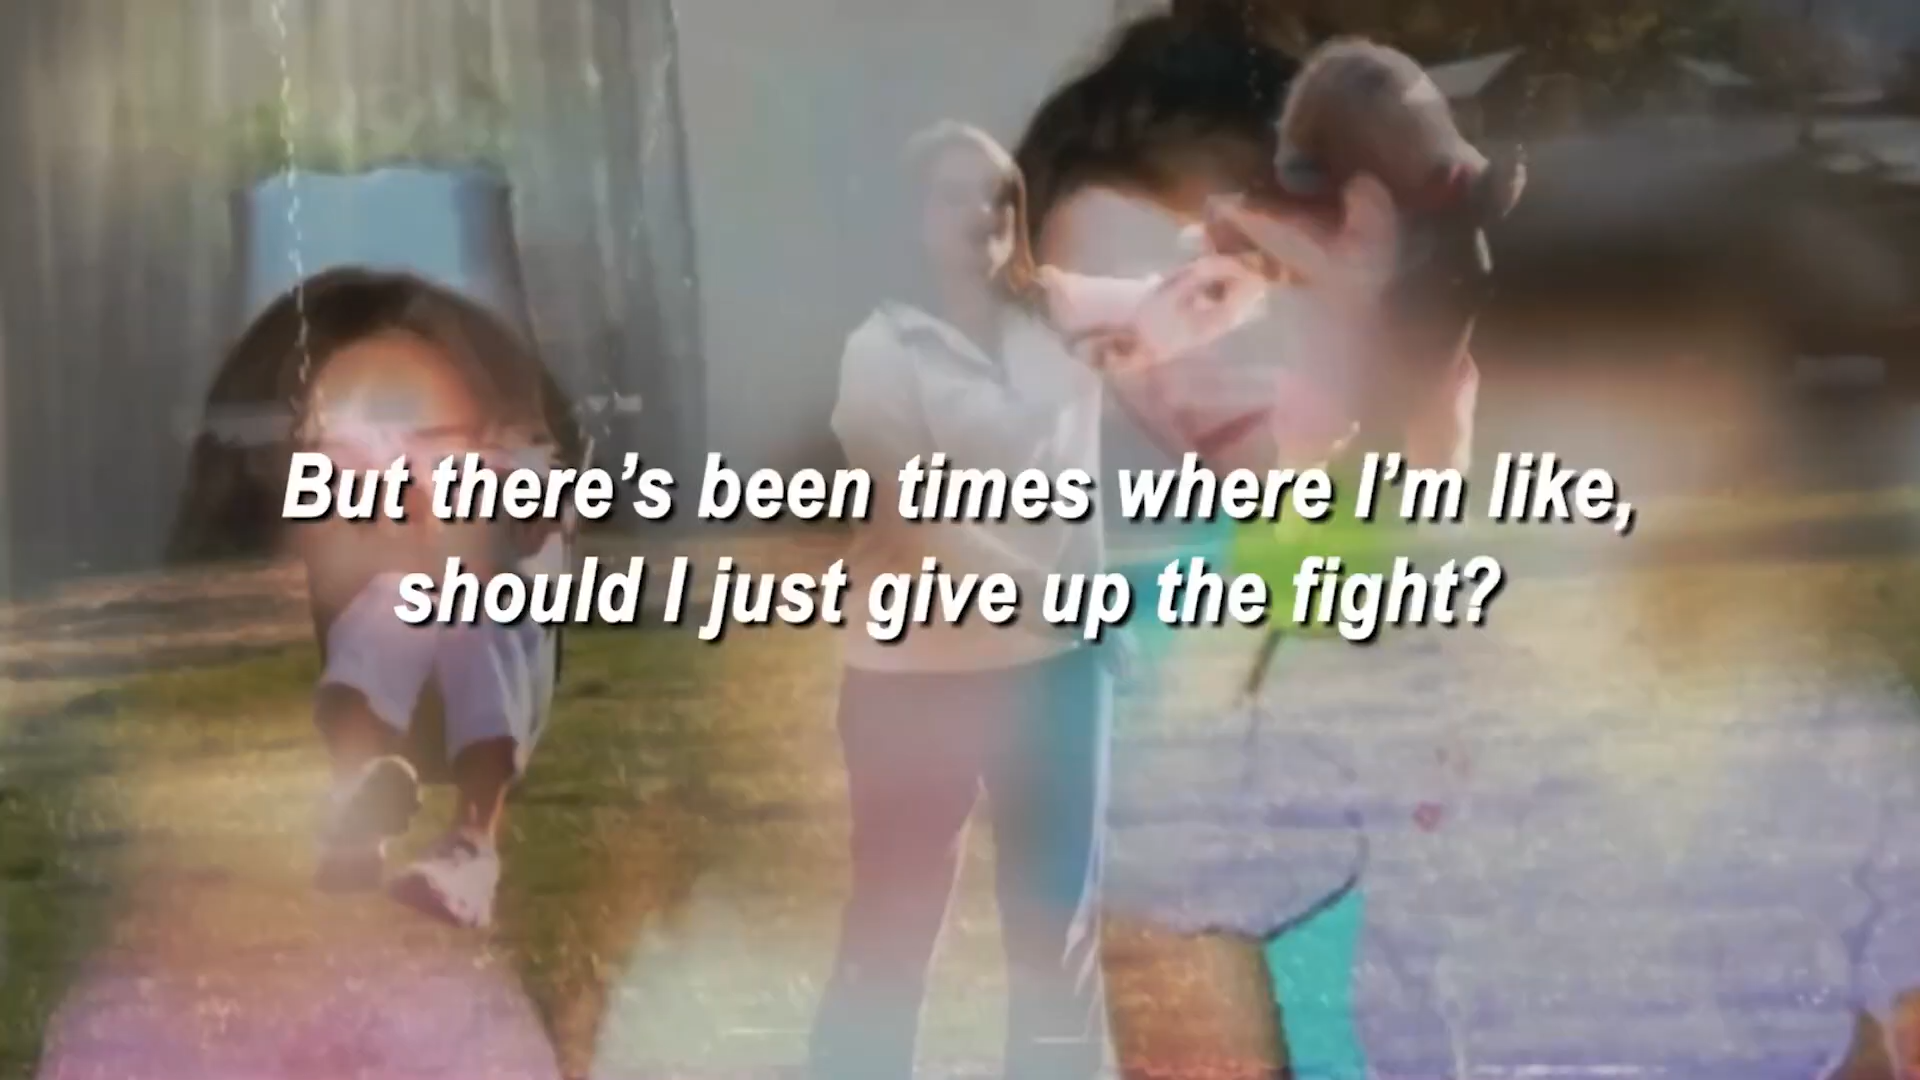 But there’s been times where I’m like,
should I just give up the fight?